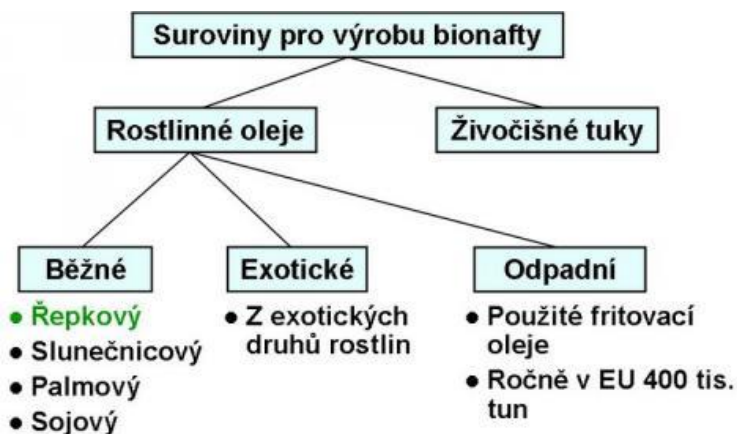 Suroviny pro výrobu bionafty
Rostlinné oleje
Živočišné tuky
Běžné
● Řepkový
● Slunečnicový
● Palmový
● Sojový
Exotické
● Z exotických
druhů rostlin
Odpadní
● Použité fritovací
oleje
● Ročně v EU 400 tis.
tun